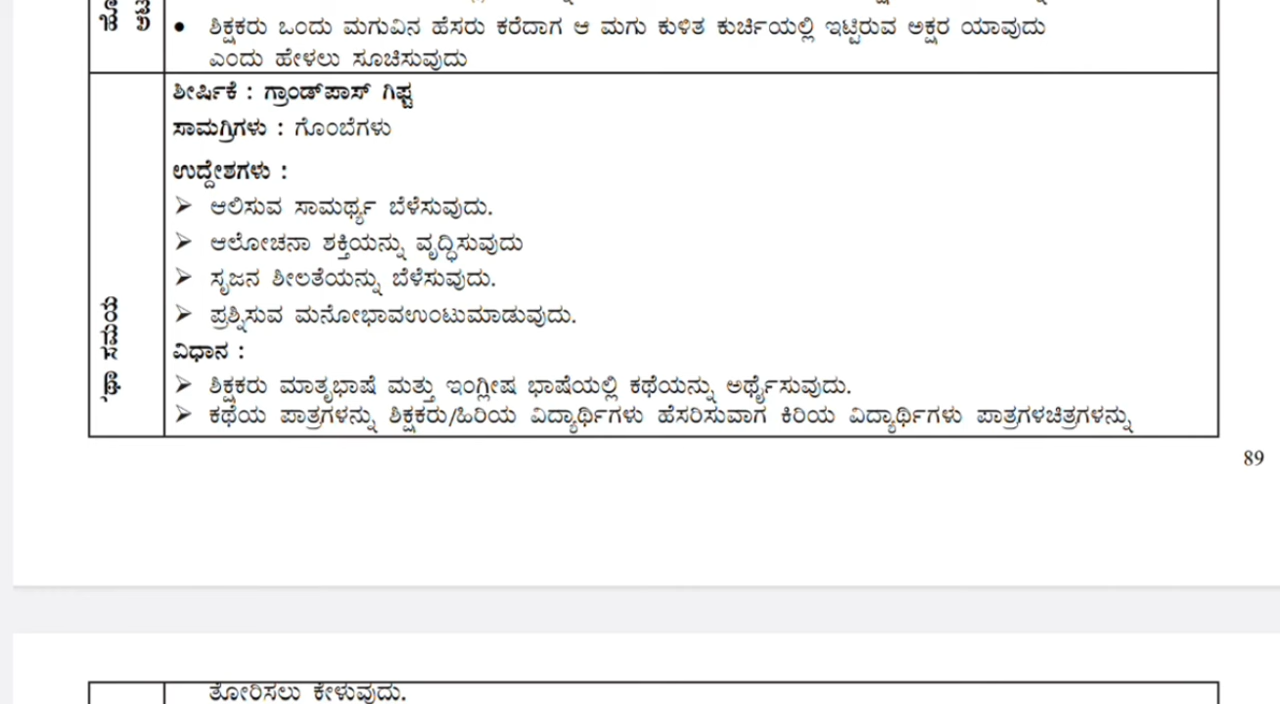 ಶಿಕ್ಷಕರು ಒಂದು ಮಗುವಿನ ಹೆಸರು ಕರೆದಾಗ ಆ ಮಗು ಕುಳಿತ ಕುರ್ಚಿಯಲ್ಲಿ ಇಟ್ಟಿರುವ ಅಕ್ಷರ ಯಾವುದು
ಎಂದು ಹೇಳಲು ಸೂಚಿಸುವುದು
ಶೀರ್ಷಿಕೆ : ಗ್ರಾಂಡ್‌ಪಾಸ್ ಗಿಫ್ಟ
ಸಾಮಗ್ರಿಗಳು : ಗೊಂಬೆಗಳು
ಉದ್ದೇಶಗಳು :
➢ ಆಲಿಸುವ ಸಾಮರ್ಥ್ಯ ಬೆಳೆಸುವುದು.
➢ ಆಲೋಚನಾ ಶಕ್ತಿಯನ್ನು ವೃದ್ಧಿಸುವುದು
➢ ಸೃಜನ ಶೀಲತೆಯನ್ನು ಬೆಳೆಸುವುದು.
➢ ಪ್ರಶ್ನಿಸುವ ಮನೋಭಾವಉಂಟುಮಾಡುವುದು.
ಸಮಯ
ವಿಧಾನ :
➢ ಶಿಕ್ಷಕರು ಮಾತೃಭಾಷೆ ಮತ್ತು ಇಂಗ್ಲೀಷ ಭಾಷೆಯಲ್ಲಿ ಕಥೆಯನ್ನು ಅರ್ಥೈಸುವುದು.
➢ ಕಥೆಯ ಪಾತ್ರಗಳನ್ನು ಶಿಕ್ಷಕರು/ಹಿರಿಯ ವಿದ್ಯಾರ್ಥಿಗಳು ಹೆಸರಿಸುವಾಗ ಕಿರಿಯ ವಿದ್ಯಾರ್ಥಿಗಳು ಪಾತ್ರಗಳಚಿತ್ರಗಳನ್ನು
89
ತೋರಿಸಲು ಕೇಳುವುದು.